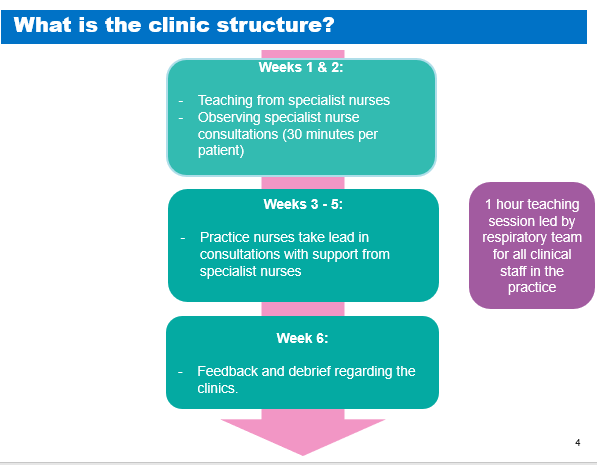 What is the clinic structure?
Weeks 1 & 2:
- Teaching from specialist nurses
- Observing specialist nurse
consultations (30 minutes per
patient)
Weeks 3 - 5:
- Practice nurses take lead in
consultations with support from
specialist nurses
Week 6:
- Feedback and debrief regarding the
clinics.
1 hour teaching
session led by
respiratory team
for all clinical
staff in the
practice
4